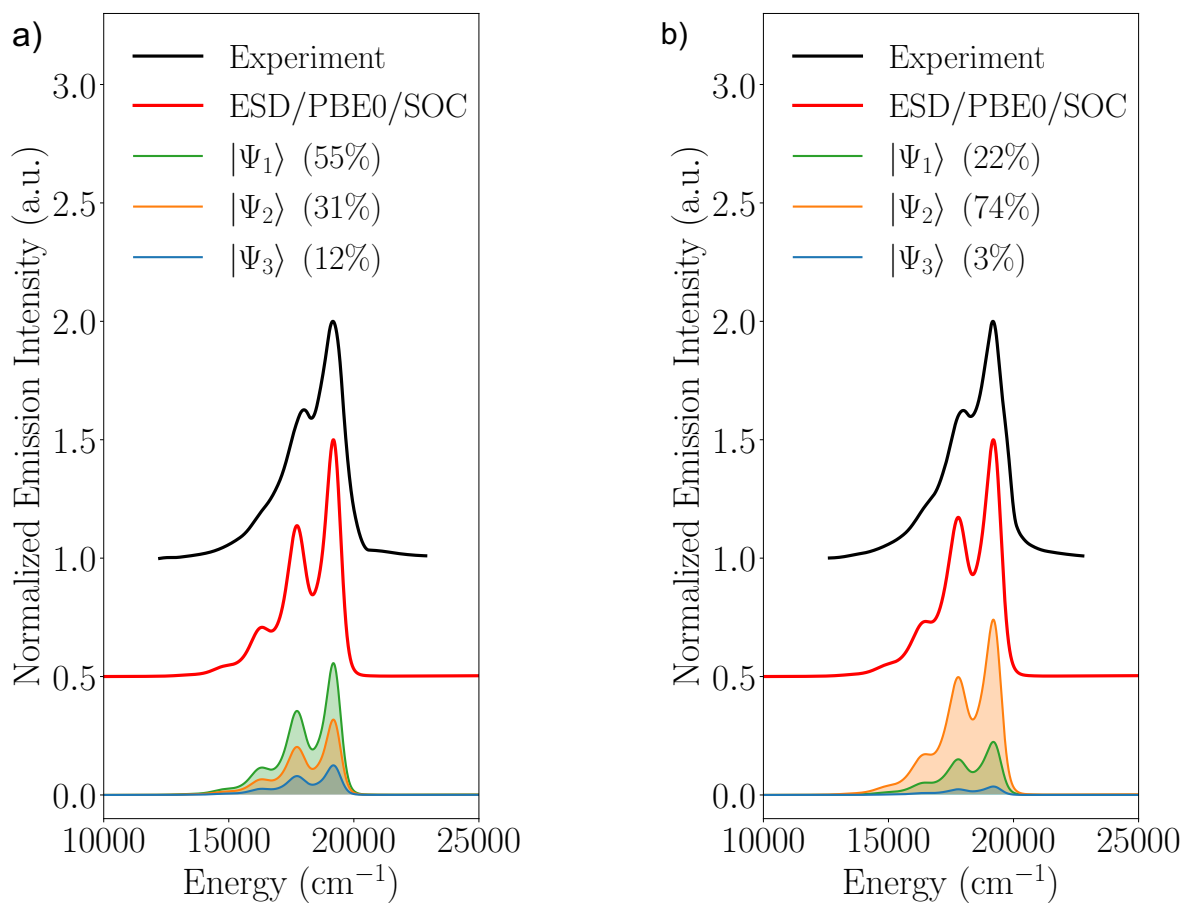 a)
Experiment
ESD/PBE0/SOC
|Ψ₁⟩ (55%)
|Ψ₂⟩ (31%)
|Ψ₃⟩ (12%)
Normalized Emission Intensity (a.u.)
3.0
2.5
2.0
1.5
1.0
0.5
0.0
10000 15000 20000 25000
Energy (cm⁻¹)
b)
Experiment
ESD/PBE0/SOC
|Ψ₁⟩ (22%)
|Ψ₂⟩ (74%)
|Ψ₃⟩ (3%)
Normalized Emission Intensity (a.u.)
3.0
2.5
2.0
1.5
1.0
0.5
0.0
10000 15000 20000 25000
Energy (cm⁻¹)